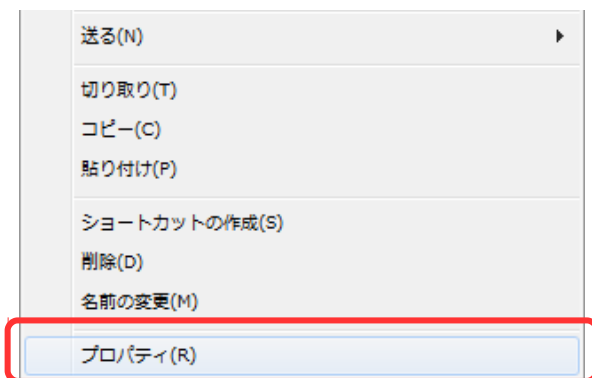 送る(N)
切り取り(T)
コピー(C)
貼り付け(P)
ショートカットの作成(S)
削除(D)
名前の変更(M)
プロパティ(R)